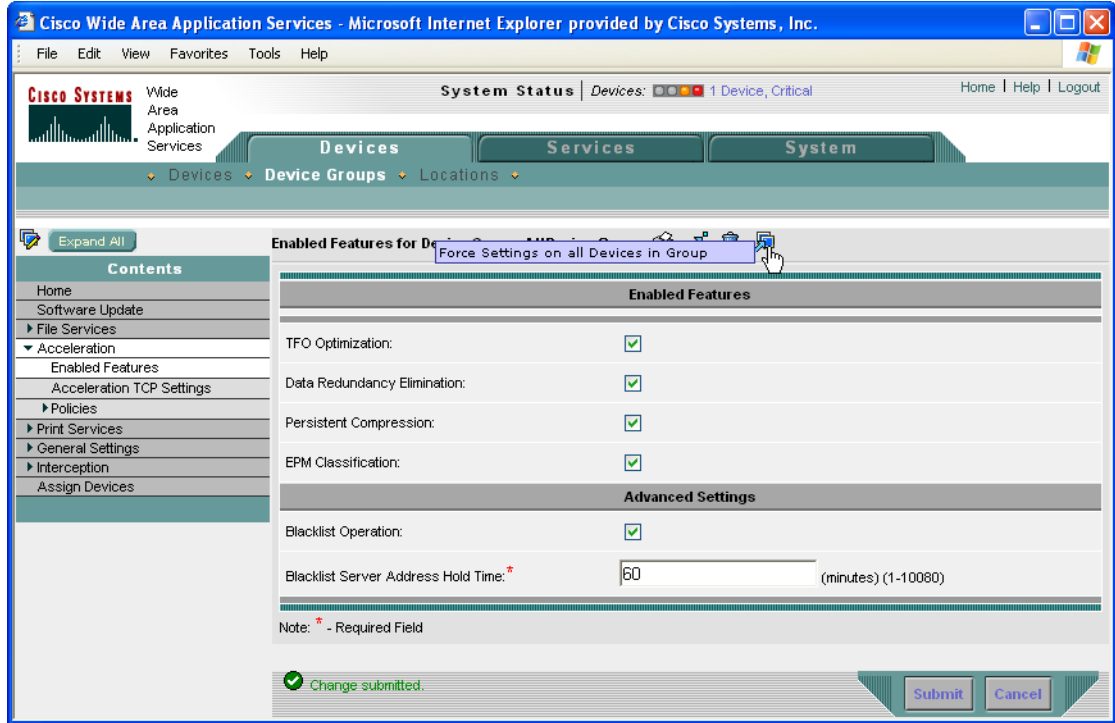 Cisco Wide Area Application Services - Microsoft Internet Explorer provided by Cisco Systems, Inc.
File Edit View Favorites Tools Help
CISCO SYSTEMS
Wide
Area
Application
Services
System Status Devices: 1 Device, Critical
Home Help Logout
Devices Services System
Devices Device Groups Locations
Expand All
Contents
Home
Software Update
File Services
Acceleration
Enabled Features
Acceleration TCP Settings
Policies
Print Services
General Settings
Interception
Assign Devices
Enabled Features for
Force Settings on all Devices in Group
Enabled Features
TFO Optimization:
Data Redundancy Elimination:
Persistent Compression:
EPM Classification:
Advanced Settings
Blacklist Operation:
Blacklist Server Address Hold Time:* 60 (minutes) (1-10080)
Note: * - Required Field
Change submitted.
Submit Cancel